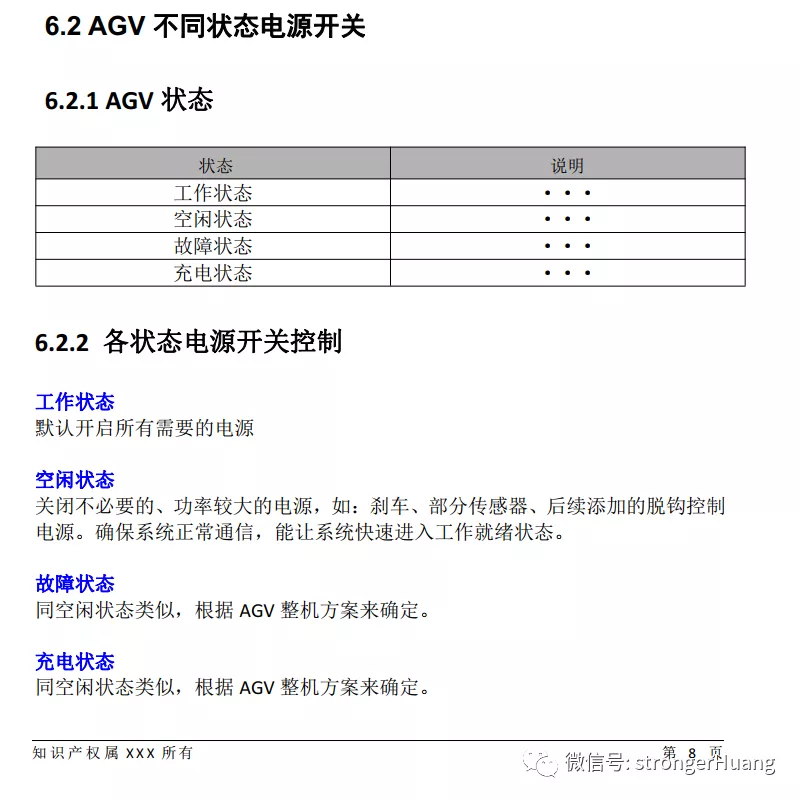 6.2 AGV 不同状态电源开关
6.2.1 AGV 状态
状态 说明
工作状态 • • •
空闲状态 • • •
故障状态 • • •
充电状态 • • •
6.2.2 各状态电源开关控制
工作状态
默认开启所有需要的电源
空闲状态
关闭不必要的、功率较大的电源，如：刹车、部分传感器、后续添加的脱钩控制
电源。确保系统正常通信，能让系统快速进入工作就绪状态。
故障状态
同空闲状态类似，根据 AGV 整机方案来确定。
充电状态
同空闲状态类似，根据 AGV 整机方案来确定。
知识产权属 XXX 所有 第 8 页
微信号: strongerHuang